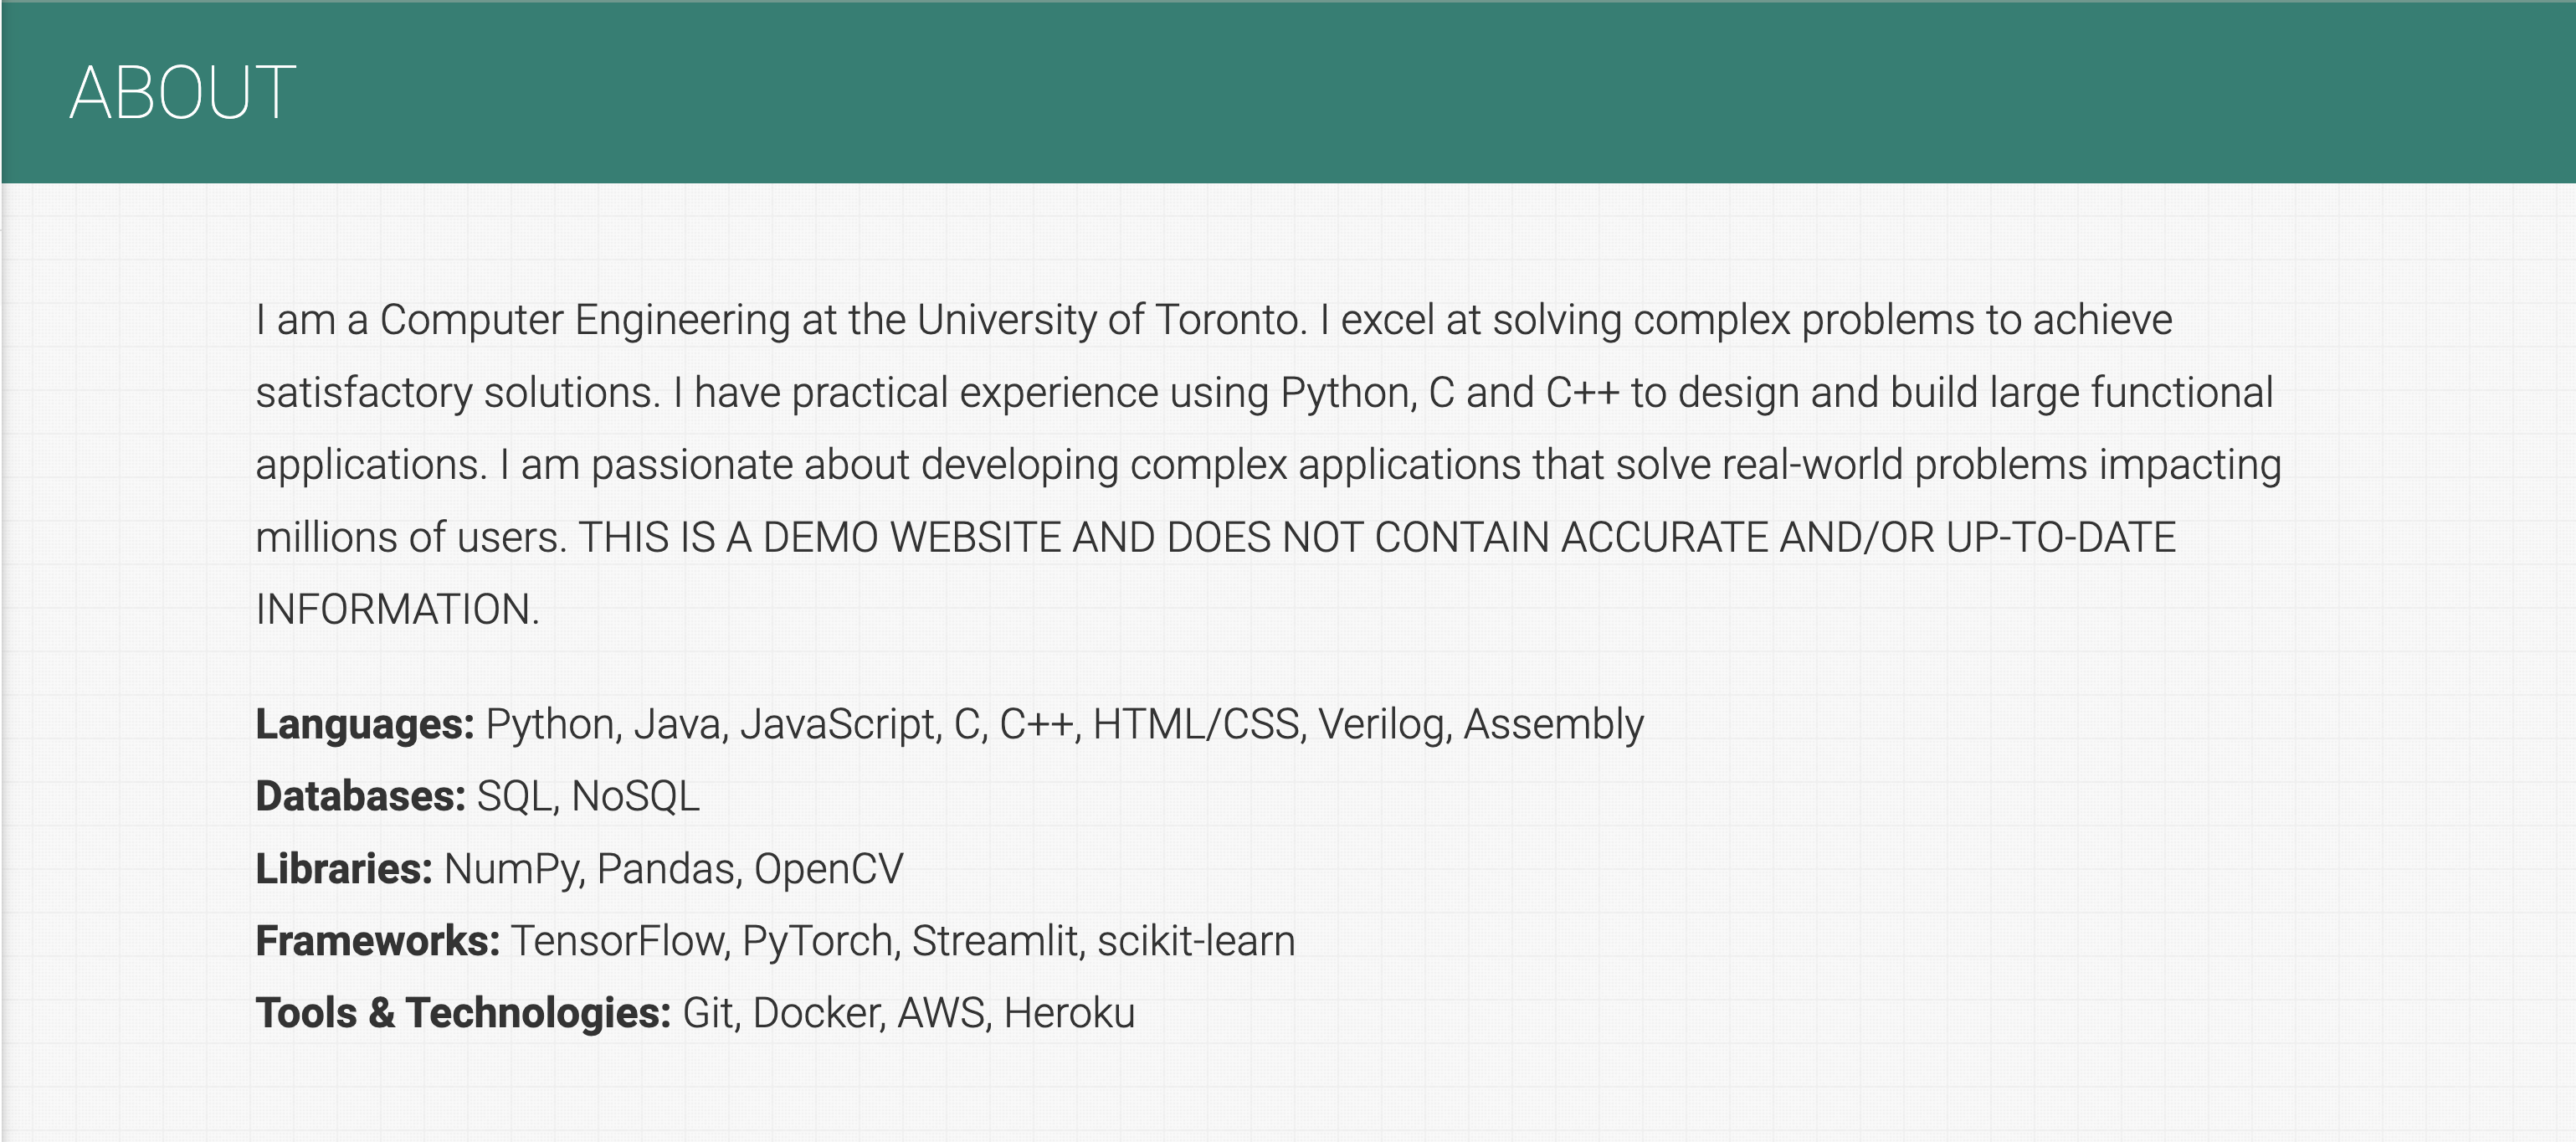 ABOUT
I am a Computer Engineering at the University of Toronto. I excel at solving complex problems to achieve
satisfactory solutions. I have practical experience using Python, C and C++ to design and build large functional
applications. I am passionate about developing complex applications that solve real-world problems impacting
millions of users. THIS IS A DEMO WEBSITE AND DOES NOT CONTAIN ACCURATE AND/OR UP-TO-DATE
INFORMATION.
Languages: Python, Java, JavaScript, C, C++, HTML/CSS, Verilog, Assembly
Databases: SQL, NoSQL
Libraries: NumPy, Pandas, OpenCV
Frameworks: TensorFlow, PyTorch, Streamlit, scikit-learn
Tools & Technologies: Git, Docker, AWS, Heroku